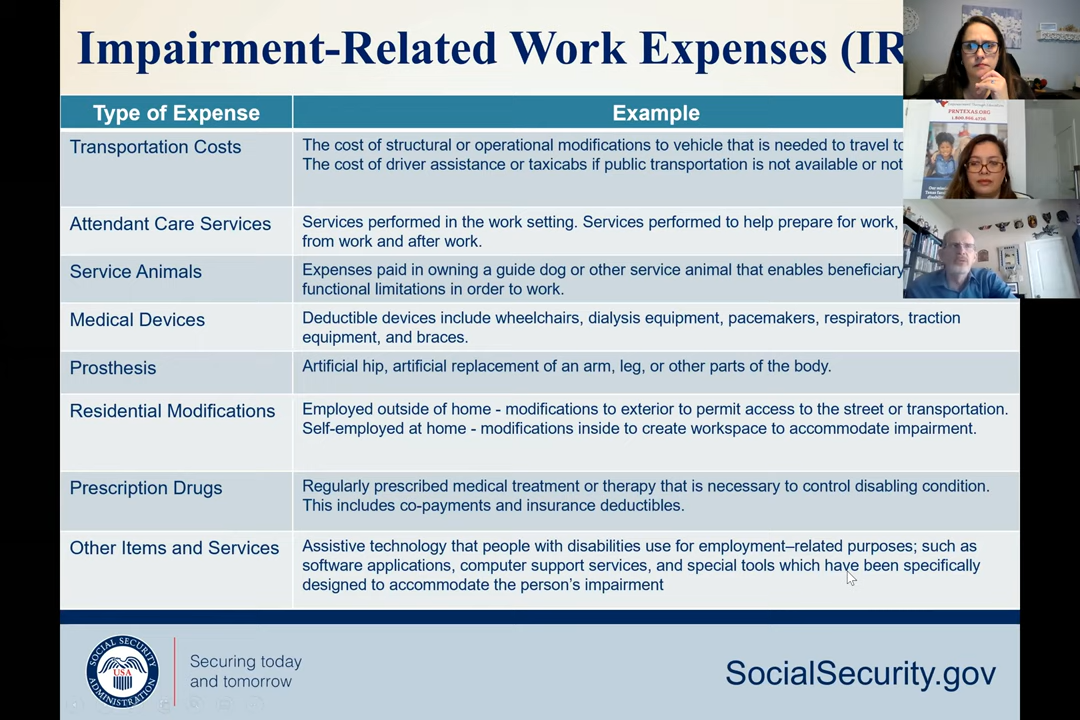 Impairment-Related Work Expenses (IR
Type of Expense
Example
Transportation Costs
The cost of structural or operational modifications to vehicle that is needed to travel to
The cost of driver assistance or taxicabs if public transportation is not available or not
Attendant Care Services
Services performed in the work setting. Services performed to help prepare for work,
from work and after work.
Service Animals
Expenses paid in owning a guide dog or other service animal that enables beneficiary
functional limitations in order to work.
Medical Devices
Deductible devices include wheelchairs, dialysis equipment, pacemakers, respirators, traction
equipment, and braces.
Prosthesis
Artificial hip, artificial replacement of an arm, leg, or other parts of the body.
Residential Modifications
Employed outside of home - modifications to exterior to permit access to the street or transportation.
Self-employed at home - modifications inside to create workspace to accommodate impairment.
Prescription Drugs
Regularly prescribed medical treatment or therapy that is necessary to control disabling condition.
This includes co-payments and insurance deductibles.
Other Items and Services
Assistive technology that people with disabilities use for employment–related purposes; such as
software applications, computer support services, and special tools which have been specifically
designed to accommodate the person's impairment
SOCIAL SECURITY
USA
ADMINISTRATION
Securing today
and tomorrow
SocialSecurity.gov
PRNTEXAS.ORG